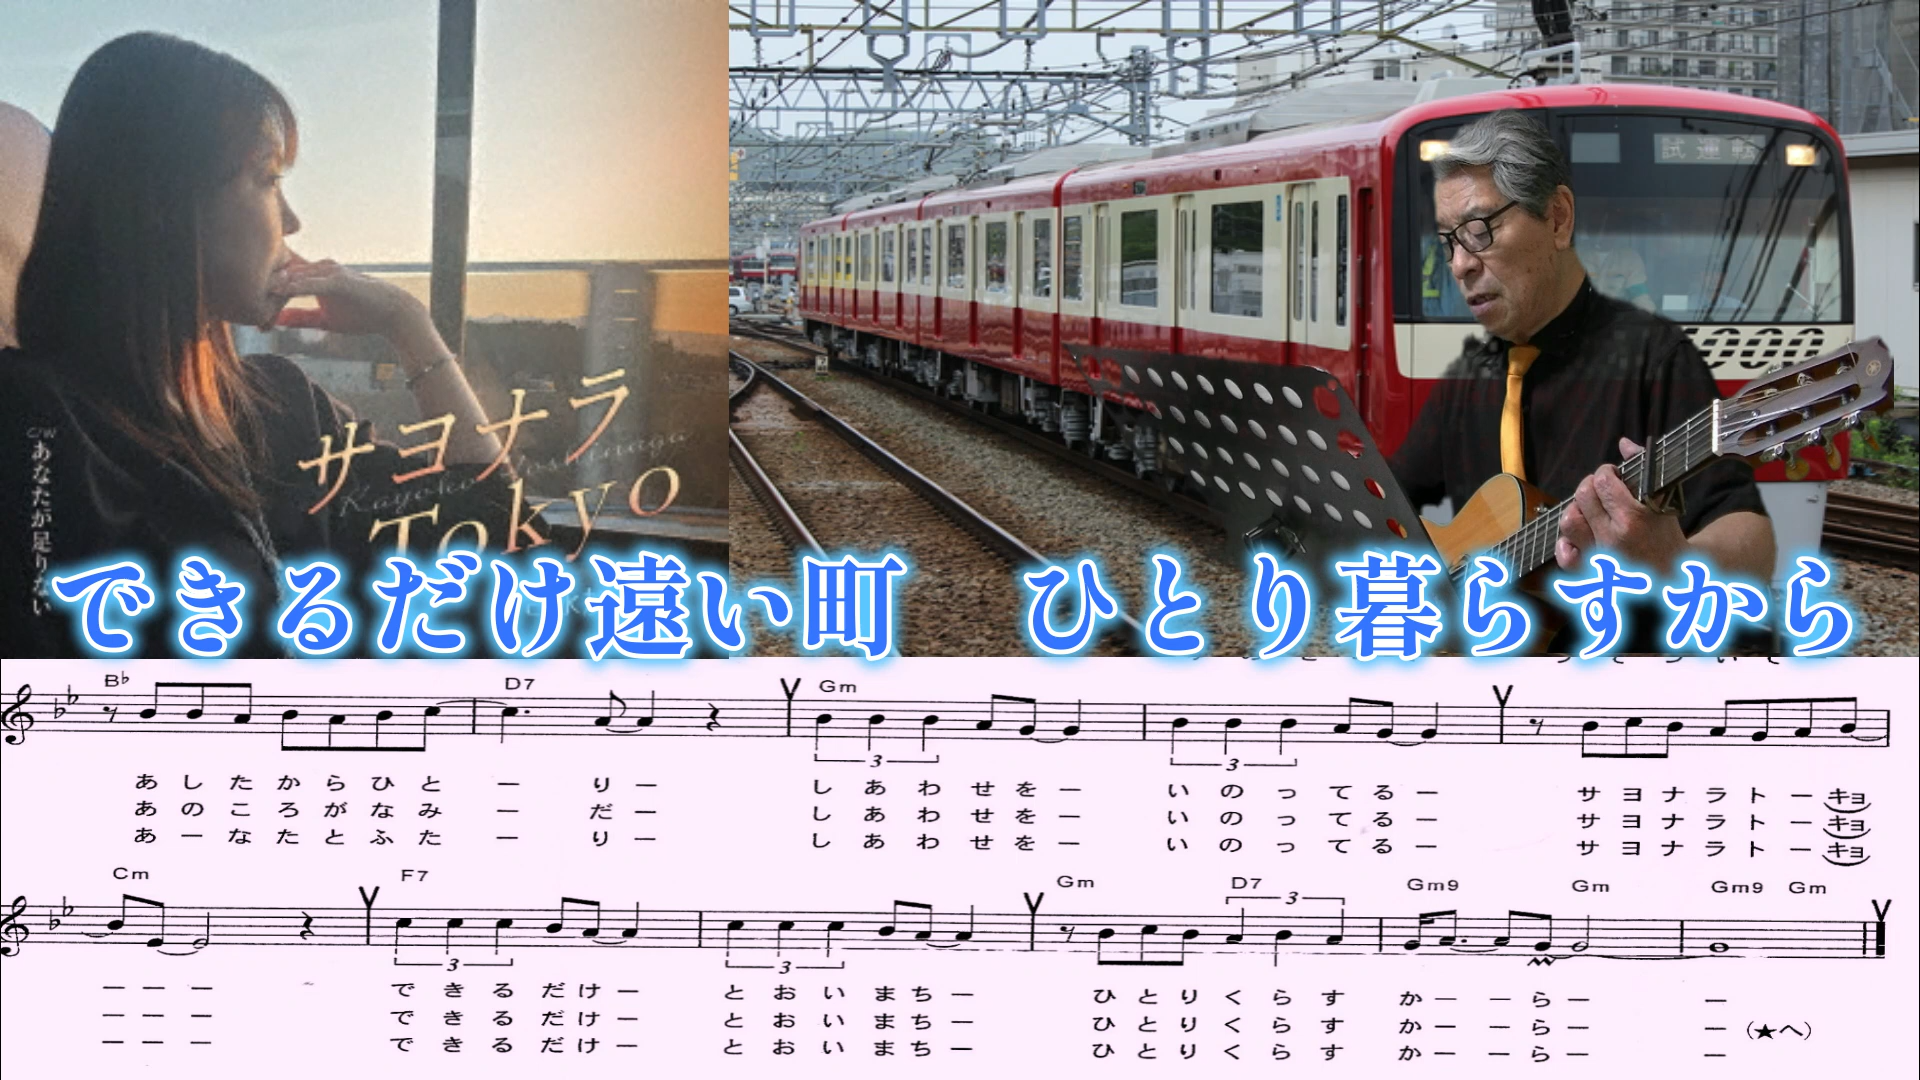 試運転
1000
サヨナラ
Tokyo
c/w
あなたが足りない
できるだけ遠い町　ひとり暮らすから
B♭ D7 Gm
3 3
あしたからひとーりー しあわせをー いのってるー サヨナラトーキョ
あのころがなみーだー しあわせをー いのってるー サヨナラトーキョ
あーなたとふたーりー しあわせをー いのってるー サヨナラトーキョ
Cm F7 Gm D7 Gm9 Gm Gm9 Gm
3
3 3
ーーー できるだけー とおいまちー ひとりくらす かーーらー ー
ーーー できるだけー とおいまちー ひとりくらす かーーらー ー (★へ)
ーーー できるだけー とおいまちー ひとりくらす かーーらー ー